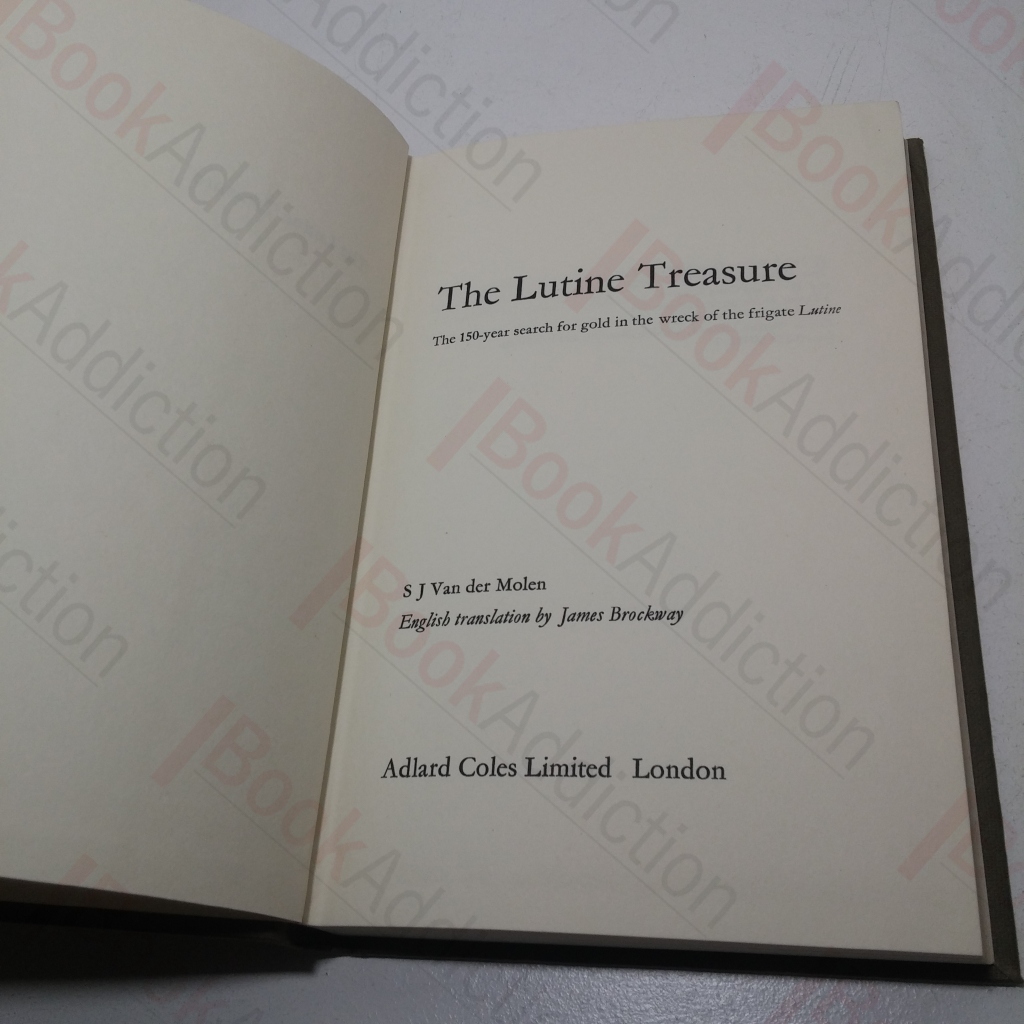 The Lutine Treasure
The 150-year search for gold in the wreck of the frigate Lutine
S J Van der Molen
English translation by James Brockway
Adlard Coles Limited London
BookAddiction